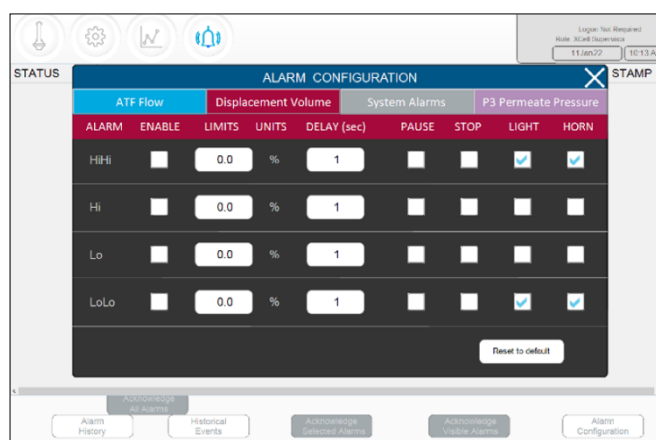 Logon Not Required
Role: XCell Supervisor
11/Jan/22 10:13 A
STATUS STAMP
ALARM CONFIGURATION
ATF Flow Displacement Volume System Alarms P3 Permeate Pressure
ALARM ENABLE LIMITS UNITS DELAY (sec) PAUSE STOP LIGHT HORN
HiHi 0.0 % 1
Hi 0.0 % 1
Lo 0.0 % 1
LoLo 0.0 % 1
Reset to default
Acknowledge
All Alarms
Alarm History
Historical Events
Acknowledge Selected Alarms
Acknowledge Visible Alarms
Alarm Configuration